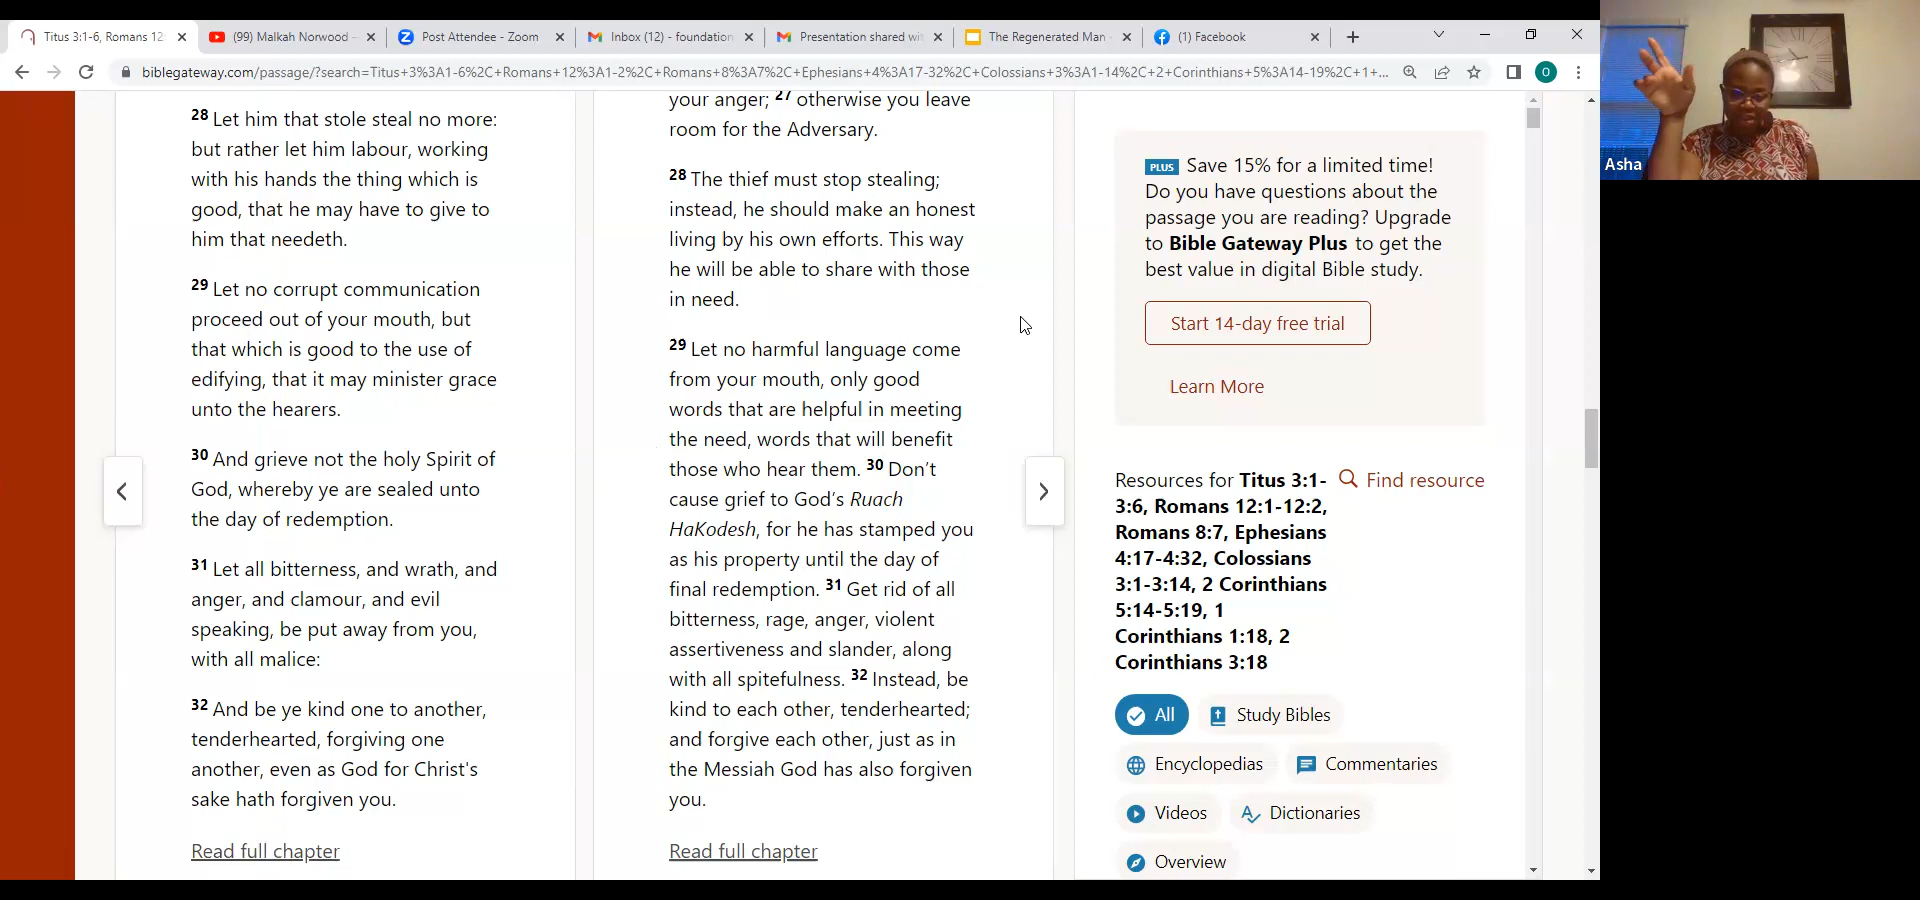 Titus 3:1-6, Romans 12:
(99) Malkah Norwood -
Post Attendee - Zoom
Inbox (12) - foundation
Presentation shared wi
The Regenerated Man -
(1) Facebook
biblegateway.com/passage/?search=Titus+3%3A1-6%2C+Romans+12%3A1-2%2C+Romans+8%3A7%2C+Ephesians+4%3A17-32%2C+Colossians+3%3A1-14%2C+2+Corinthians+5%3A14-19%2C+1+...
O
28 Let him that stole steal no more:
but rather let him labour, working
with his hands the thing which is
good, that he may have to give to
him that needeth.
29 Let no corrupt communication
proceed out of your mouth, but
that which is good to the use of
edifying, that it may minister grace
unto the hearers.
30 And grieve not the holy Spirit of
God, whereby ye are sealed unto
the day of redemption.
31 Let all bitterness, and wrath, and
anger, and clamour, and evil
speaking, be put away from you,
with all malice:
32 And be ye kind one to another,
tenderhearted, forgiving one
another, even as God for Christ's
sake hath forgiven you.
Read full chapter
your anger; 27 otherwise you leave
room for the Adversary.
28 The thief must stop stealing;
instead, he should make an honest
living by his own efforts. This way
he will be able to share with those
in need.
29 Let no harmful language come
from your mouth, only good
words that are helpful in meeting
the need, words that will benefit
those who hear them. 30 Don’t
cause grief to God’s Ruach
HaKodesh, for he has stamped you
as his property until the day of
final redemption. 31 Get rid of all
bitterness, rage, anger, violent
assertiveness and slander, along
with all spitefulness. 32 Instead, be
kind to each other, tenderhearted;
and forgive each other, just as in
the Messiah God has also forgiven
you.
Read full chapter
PLUS Save 15% for a limited time!
Do you have questions about the
passage you are reading? Upgrade
to Bible Gateway Plus to get the
best value in digital Bible study.
Start 14-day free trial
Learn More
Resources for Titus 3:1-
3:6, Romans 12:1-12:2,
Romans 8:7, Ephesians
4:17-4:32, Colossians
3:1-3:14, 2 Corinthians
5:14-5:19, 1
Corinthians 1:18, 2
Corinthians 3:18
Find resource
All
Study Bibles
Encyclopedias
Commentaries
Videos
Dictionaries
Overview
Asha